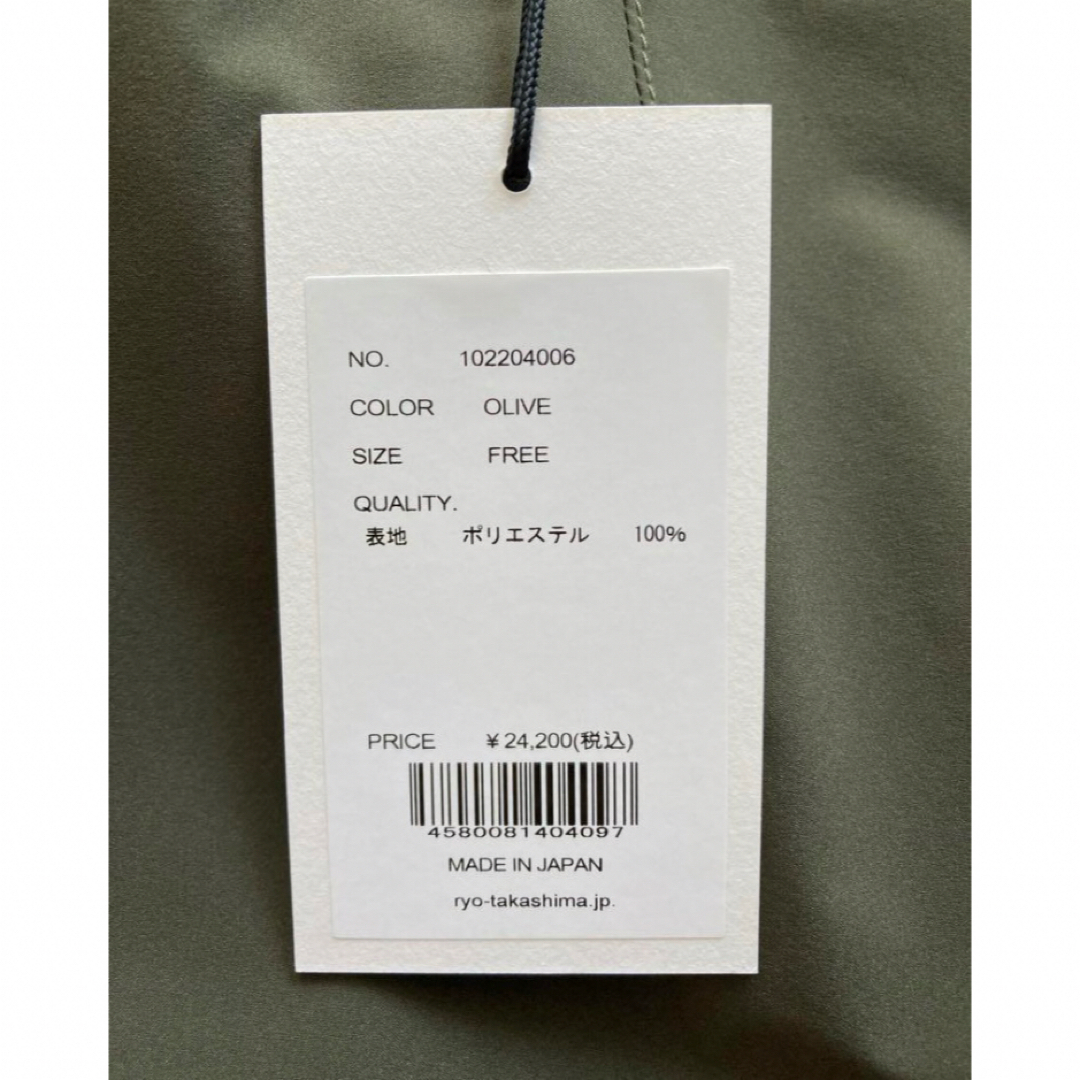 NO. 102204006
COLOR OLIVE
SIZE FREE
QUALITY.
表地 ポリエステル 100%
PRICE ¥24,200(税込)
4580081404097
MADE IN JAPAN
ryo-takashima.jp.